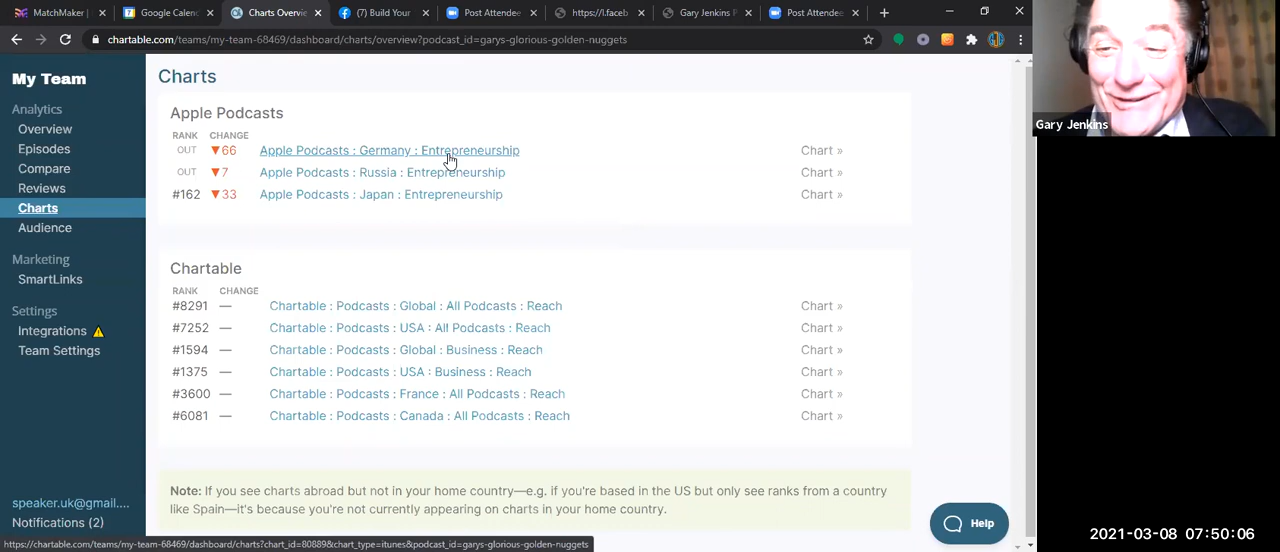 MatchMaker |
Google Calen
Charts Overvi
(7) Build Your
Post Attende
https://l.faceb
Gary Jenkins P
Post Attende
chartable.com/teams/my-team-68469/dashboard/charts/overview?podcast_id=garys-glorious-golden-nuggets
My Team
Analytics
Overview
Episodes
Compare
Reviews
Charts
Audience
Marketing
SmartLinks
Settings
Integrations
Team Settings
speaker.uk@gmail....
Notifications (2)
Charts
Apple Podcasts
RANK CHANGE
OUT ▼66 Apple Podcasts : Germany : Entrepreneurship Chart »
OUT ▼7 Apple Podcasts : Russia : Entrepreneurship Chart »
#162 ▼33 Apple Podcasts : Japan : Entrepreneurship Chart »
Chartable
RANK CHANGE
#8291 — Chartable : Podcasts : Global : All Podcasts : Reach Chart »
#7252 — Chartable : Podcasts : USA : All Podcasts : Reach Chart »
#1594 — Chartable : Podcasts : Global : Business : Reach Chart »
#1375 — Chartable : Podcasts : USA : Business : Reach Chart »
#3600 — Chartable : Podcasts : France : All Podcasts : Reach Chart »
#6081 — Chartable : Podcasts : Canada : All Podcasts : Reach Chart »
Note: If you see charts abroad but not in your home country—e.g. if you're based in the US but only see ranks from a country
like Spain—it's because you're not currently appearing on charts in your home country.
Help
https://chartable.com/teams/my-team-68469/dashboard/charts?chart_id=80889&chart_type=itunes&podcast_id=garys-glorious-golden-nuggets
Gary Jenkins
2021-03-08 07:50:06